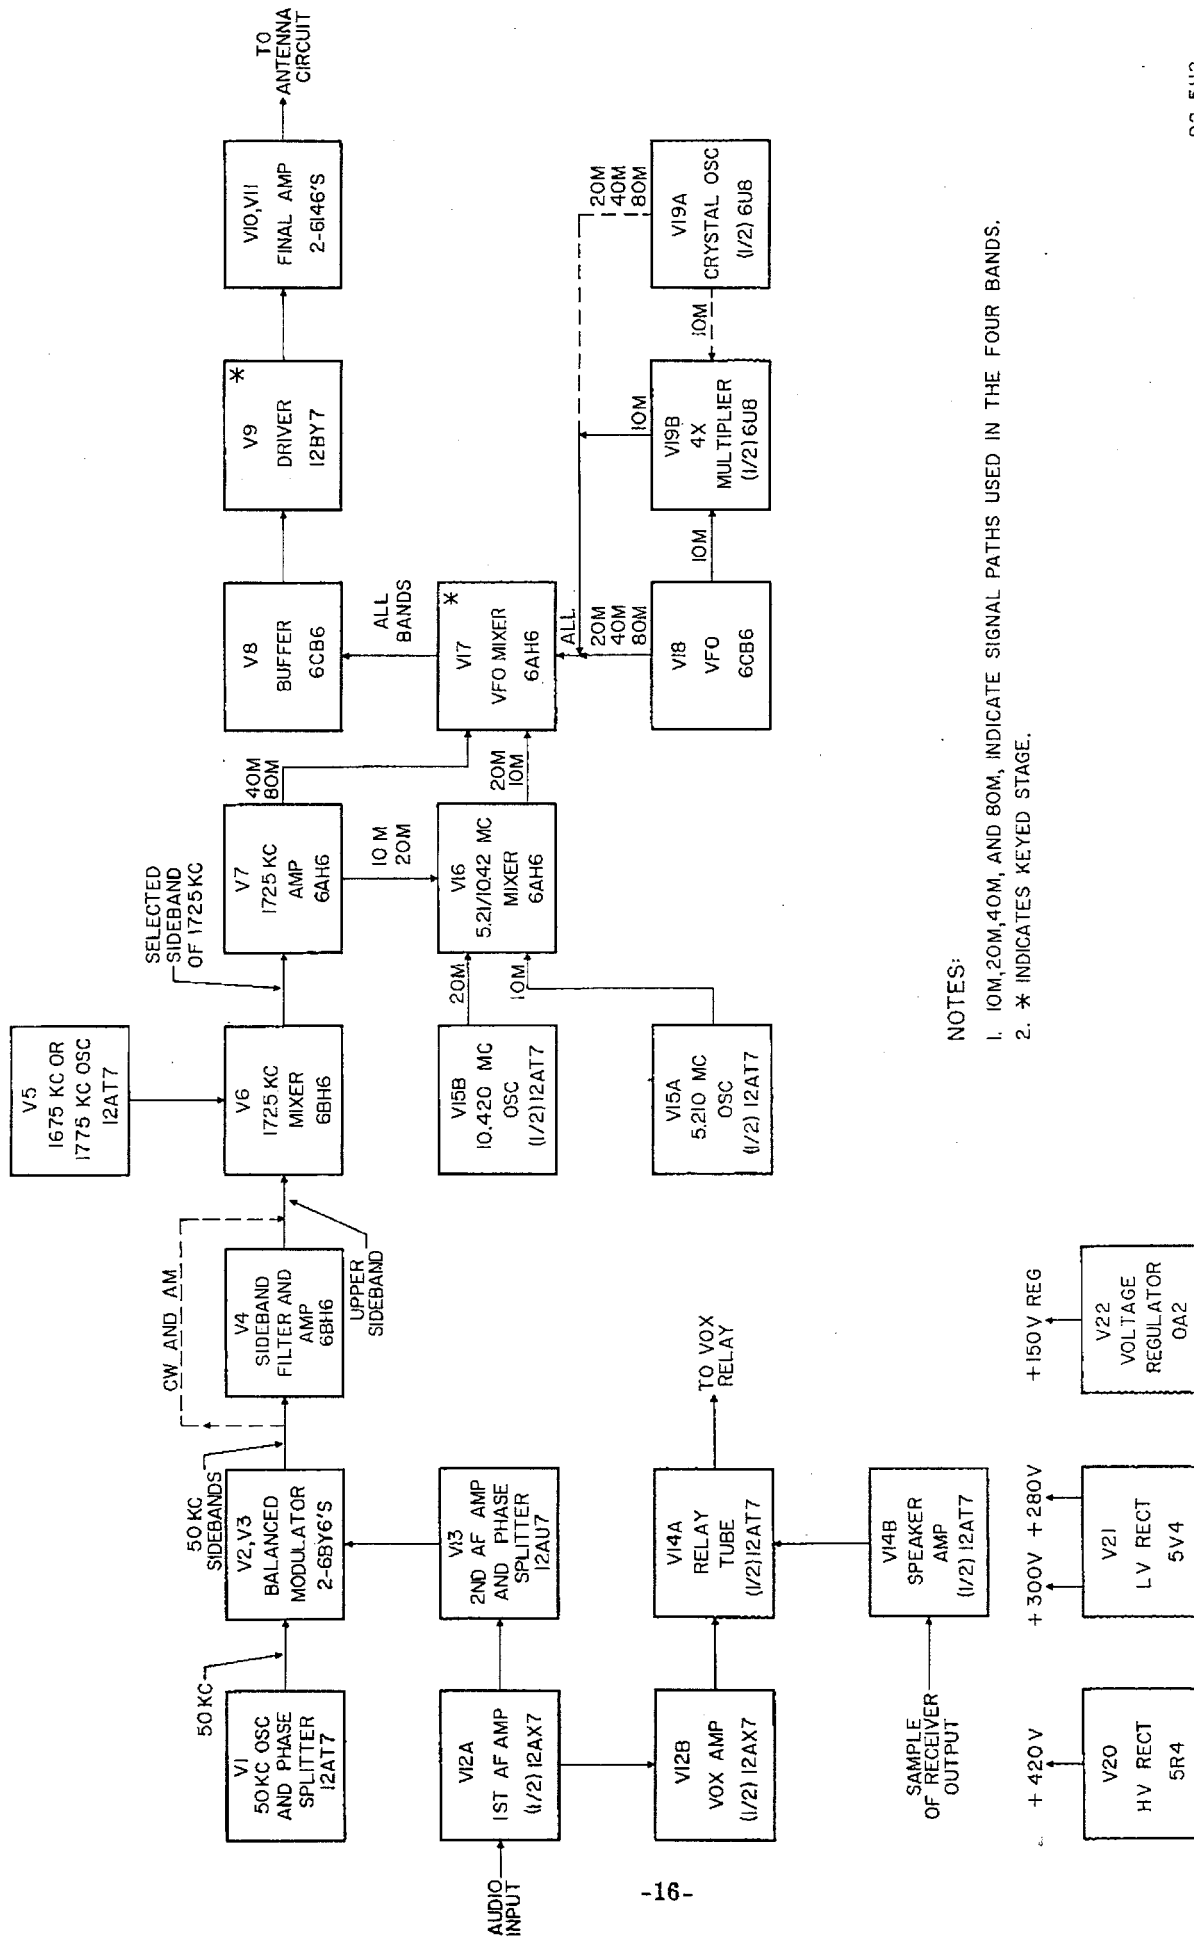 V5
1675 KC OR
1775 KC OSC
12AT7
SELECTED
SIDEBAND
OF 1725KC
CW AND AM
50KC
50 KC
SIDEBANDS
UPPER
SIDEBAND
V1
50KC OSC
AND PHASE
SPLITTER
12AT7
V2,V3
BALANCED
MODULATOR
2-6BY6'S
V4
SIDEBAND
FILTER AND
AMP
6BH6
V6
1725KC
MIXER
6BH6
V7
1725KC
AMP
6AH6
V8
BUFFER
6CB6
V9
*
DRIVER
12BY7
V10,V11
FINAL AMP
2-6146'S
TO
ANTENNA
CIRCUIT
40M
80M
10 M
20M
ALL
BANDS
AUDIO
INPUT
V12A
1ST AF AMP
(1/2) 12AX7
V13
2ND AF AMP
AND PHASE
SPLITTER
12AU7
V15B
10.420 MC
OSC
(1/2) 12AT7
20M
10M
V16
5.21/10.42 MC
MIXER
6AH6
20M
10M
V17
*
VFO MIXER
6AH6
ALL
20M
40M
80M
20M
40M
80M
V12B
VOX AMP
(1/2) 12AX7
V14A
RELAY
TUBE
(1/2) 12AT7
TO VOX
RELAY
V15A
5.210 MC
OSC
(1/2) 12AT7
V18
VFO
6CB6
10M
10M
V19B
4X
MULTIPLIER
(1/2) 6U8
10M
V19A
CRYSTAL OSC
(1/2) 6U8
SAMPLE
OF RECEIVER
OUTPUT
V14B
SPEAKER
AMP
(1/2) 12AT7
NOTES:
1. 10M,20M,40M, AND 80M, INDICATE SIGNAL PATHS USED IN THE FOUR BANDS.
2. * INDICATES KEYED STAGE.
+420V
V20
HV RECT
5R4
+300V +280V
V21
LV RECT
5V4
+150V REG
V22
VOLTAGE
REGULATOR
OA2
-16-